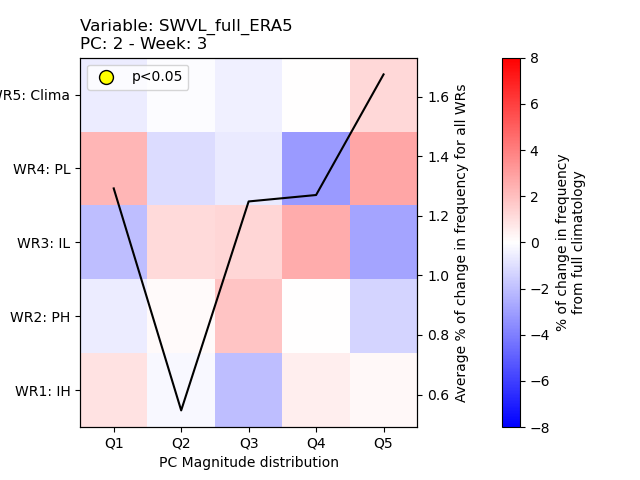 Variable: SWVL_full_ERA5
PC: 2 - Week: 3
p<0.05
WR5: Clima
WR4: PL
WR3: IL
WR2: PH
WR1: IH
Q1 Q2 Q3 Q4 Q5
PC Magnitude distribution
1.6
1.4
1.2
1.0
0.8
0.6
Average % of change in frequency for all WRs
8
6
4
2
0
−2
−4
−6
−8
% of change in frequency
from full climatology